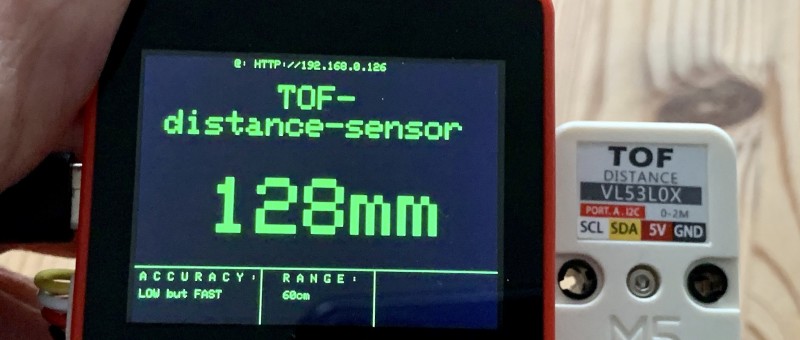 @: HTTP://192.168.0.126
TOF-
distance-sensor
128mm
ACCURACY:
LOW but FAST
RANGE:
60cm
TOF
DISTANCE
VL53L0X
PORT.A. I2C 0-2M
SCL SDA 5V GND
M5